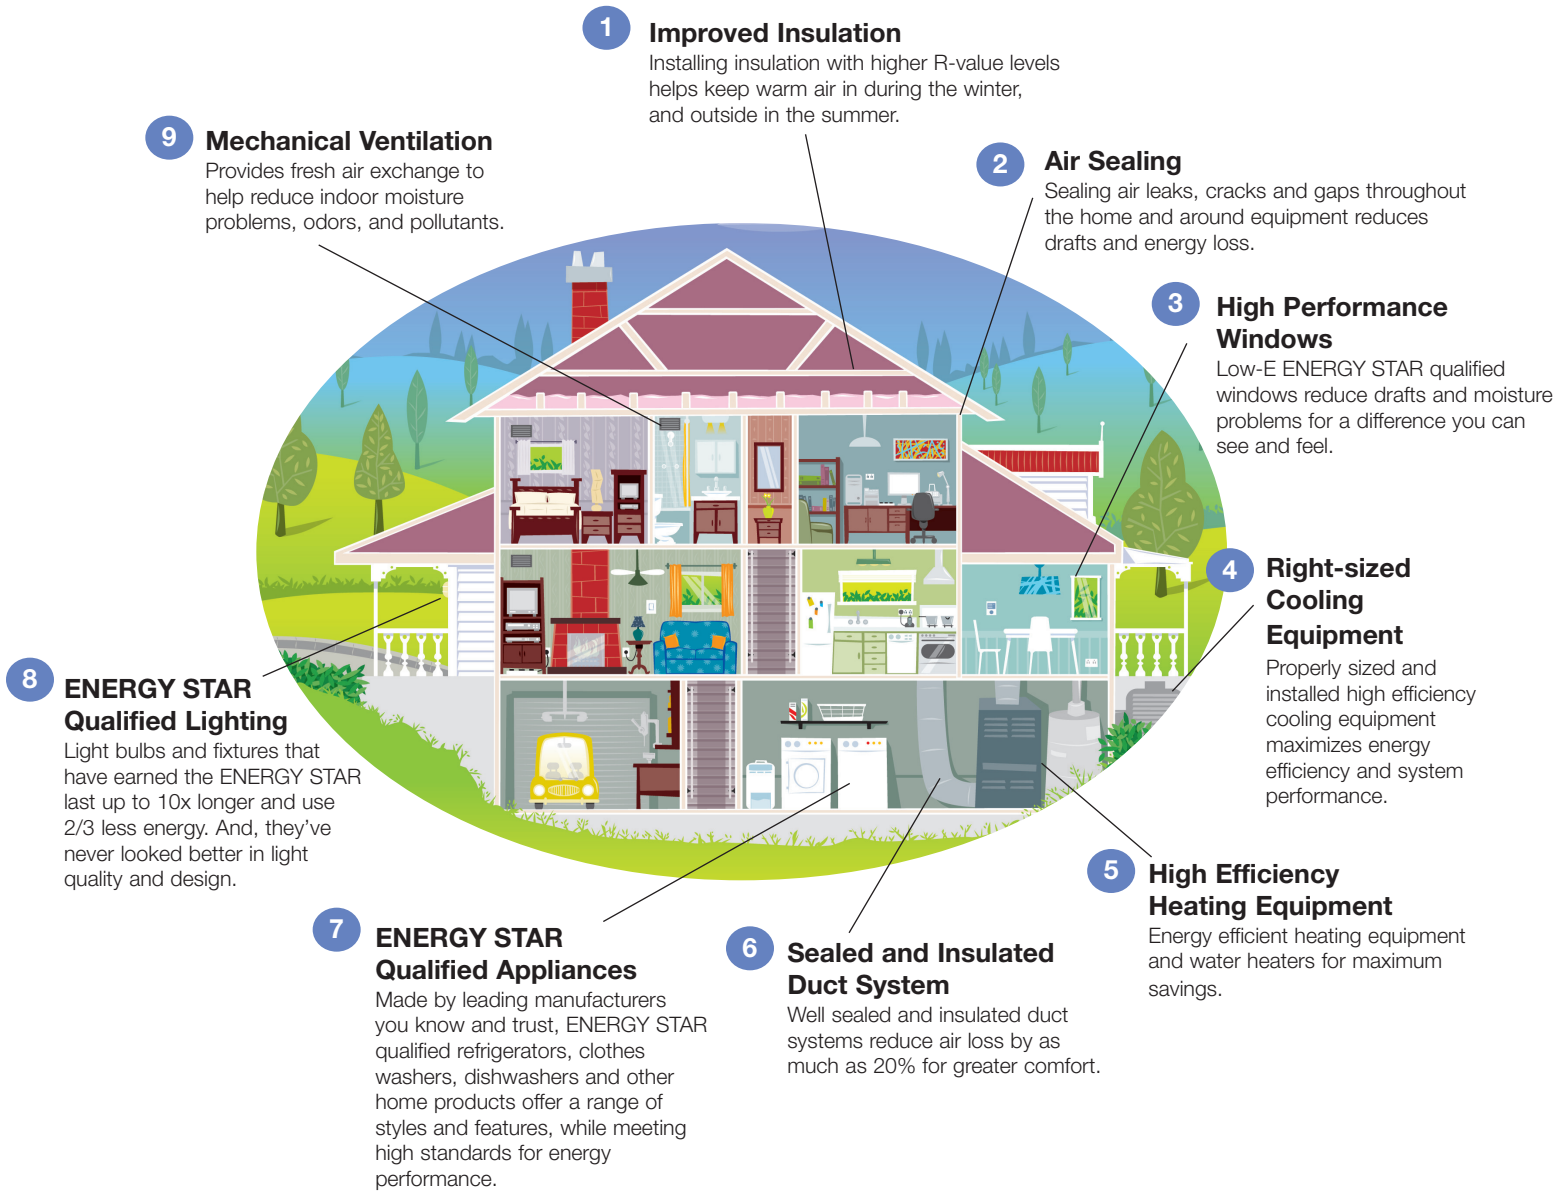 1
Improved Insulation
Installing insulation with higher R-value levels
helps keep warm air in during the winter,
and outside in the summer.
2
Air Sealing
Sealing air leaks, cracks and gaps throughout
the home and around equipment reduces
drafts and energy loss.
3
High Performance
Windows
Low-E ENERGY STAR qualified
windows reduce drafts and moisture
problems for a difference you can
see and feel.
4
Right-sized
Cooling
Equipment
Properly sized and
installed high efficiency
cooling equipment
maximizes energy
efficiency and system
performance.
5
High Efficiency
Heating Equipment
Energy efficient heating equipment
and water heaters for maximum
savings.
6
Sealed and Insulated
Duct System
Well sealed and insulated duct
systems reduce air loss by as
much as 20% for greater comfort.
7
ENERGY STAR
Qualified Appliances
Made by leading manufacturers
you know and trust, ENERGY STAR
qualified refrigerators, clothes
washers, dishwashers and other
home products offer a range of
styles and features, while meeting
high standards for energy
performance.
8
ENERGY STAR
Qualified Lighting
Light bulbs and fixtures that
have earned the ENERGY STAR
last up to 10x longer and use
2/3 less energy. And, they’ve
never looked better in light
quality and design.
9
Mechanical Ventilation
Provides fresh air exchange to
help reduce indoor moisture
problems, odors, and pollutants.